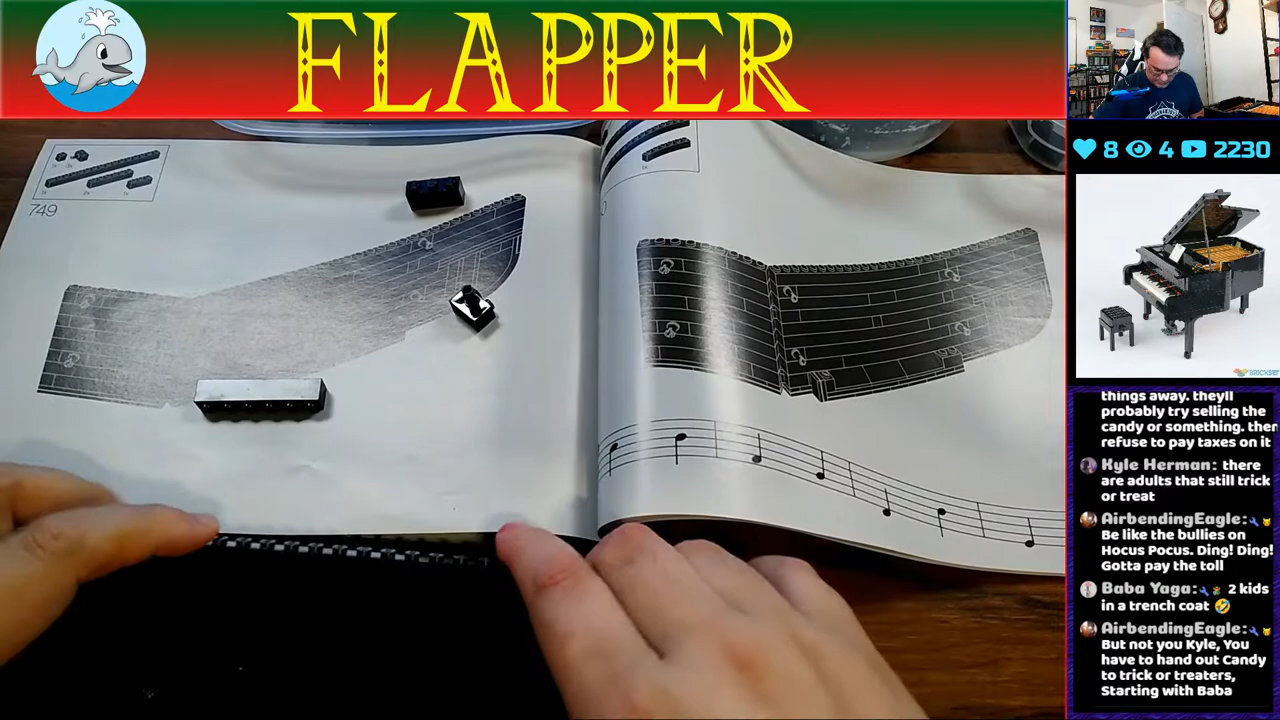 FLAPPER
8 4 2230
749
BRICKSET
things away. theyll
probably try selling the
candy or something. then
refuse to pay taxes on it
Kyle Herman: there
are adults that still trick
or treat
AirbendingEagle:
Be like the bullies on
Hocus Pocus. Ding! Ding!
Gotta pay the toll
Baba Yaga: 2 kids
in a trench coat 🤣
AirbendingEagle:
But not you Kyle, You
have to hand out Candy
to trick or treaters,
Starting with Baba